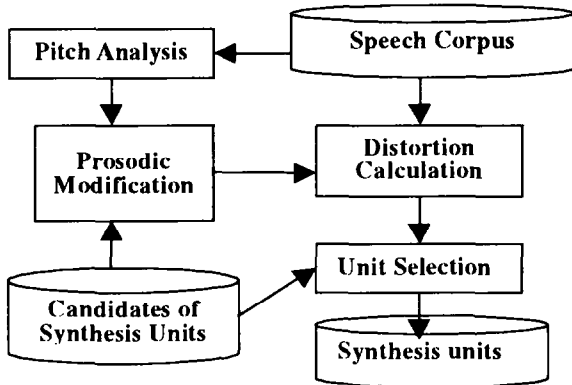 Pitch Analysis
Speech Corpus
Prosodic
Modification
Distortion
Calculation
Candidates of
Synthesis Units
Unit Selection
Synthesis units